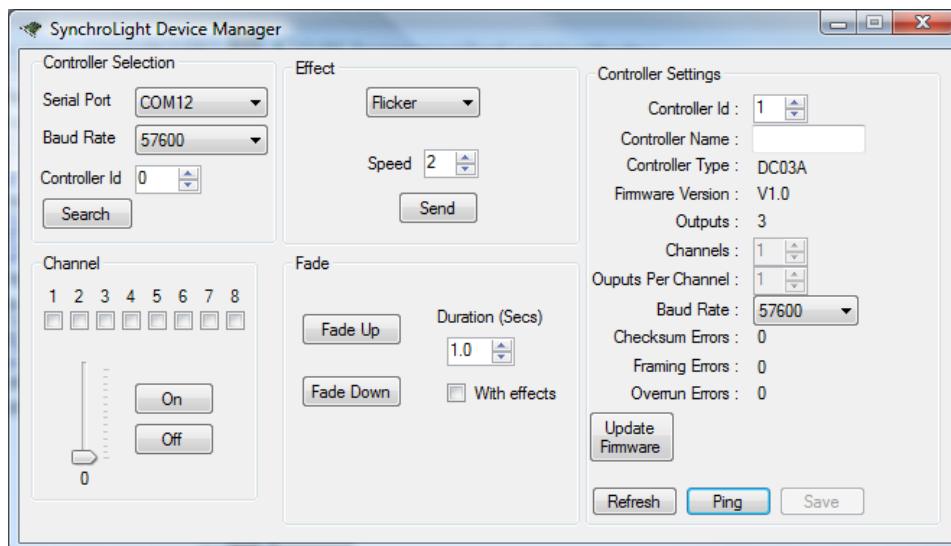 SynchroLight Device Manager
Controller Selection
Serial Port COM12
Baud Rate 57600
Controller Id 0
Search
Effect
Flicker
Speed 2
Send
Channel
1 2 3 4 5 6 7 8
On
Off
0
Fade
Fade Up
Fade Down
Duration (Secs)
1.0
With effects
Controller Settings
Controller Id : 1
Controller Name :
Controller Type : DC03A
Firmware Version : V1.0
Outputs : 3
Channels : 1
Ouputs Per Channel : 1
Baud Rate : 57600
Checksum Errors : 0
Framing Errors : 0
Overrun Errors : 0
Update
Firmware
Refresh Ping Save